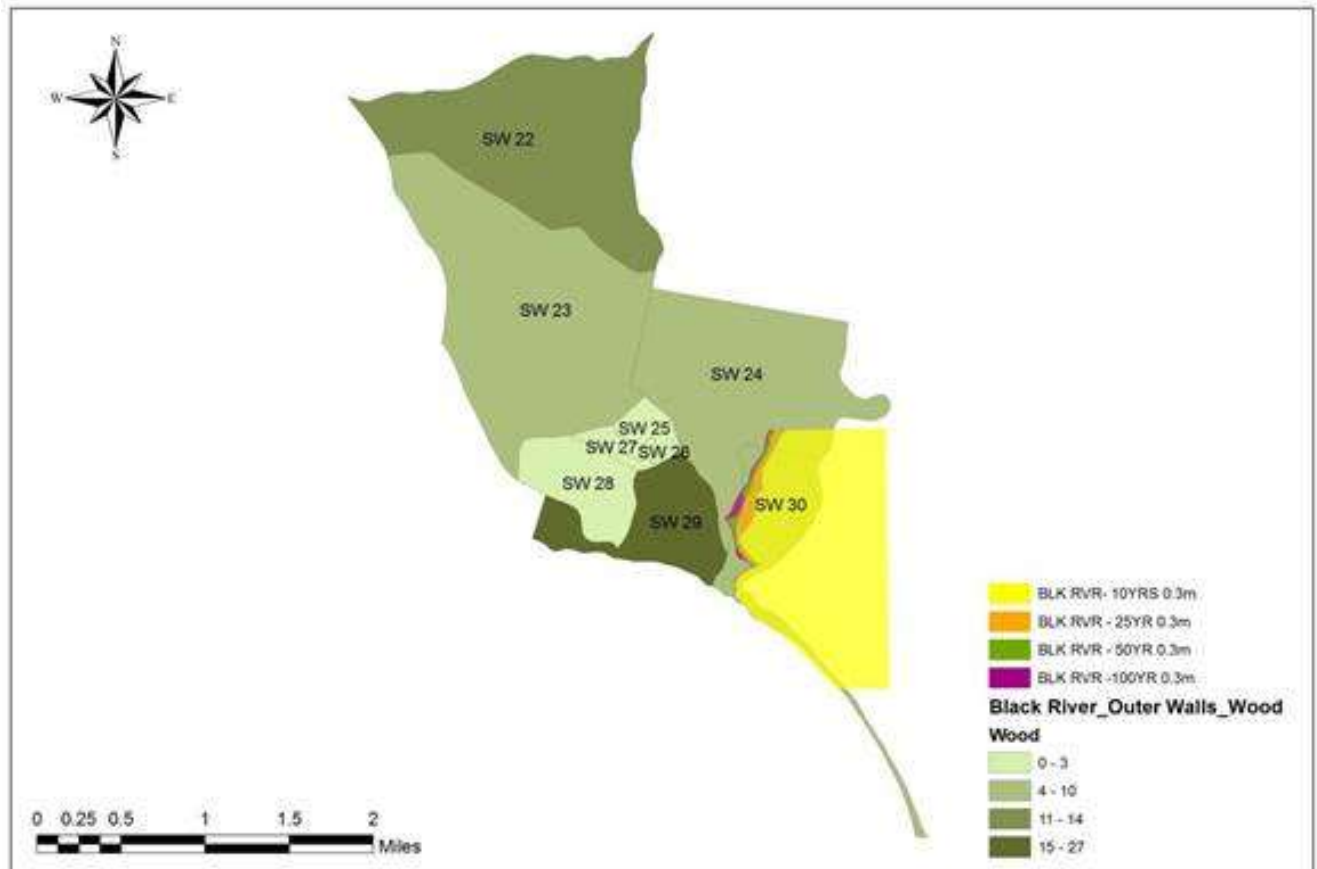 N
W E
S
SW 22
SW 23
SW 24
SW 25
SW 27
SW 26
SW 28
SW 30
SW 29
BLK RVR- 10YRS 0.3m
BLK RVR - 25YR 0.3m
BLK RVR - 50YR 0.3m
BLK RVR -100YR 0.3m
Black River_Outer Walls_Wood
Wood
0 - 3
4 - 10
11 - 14
15 - 27
0 0.25 0.5 1 1.5 2
Miles